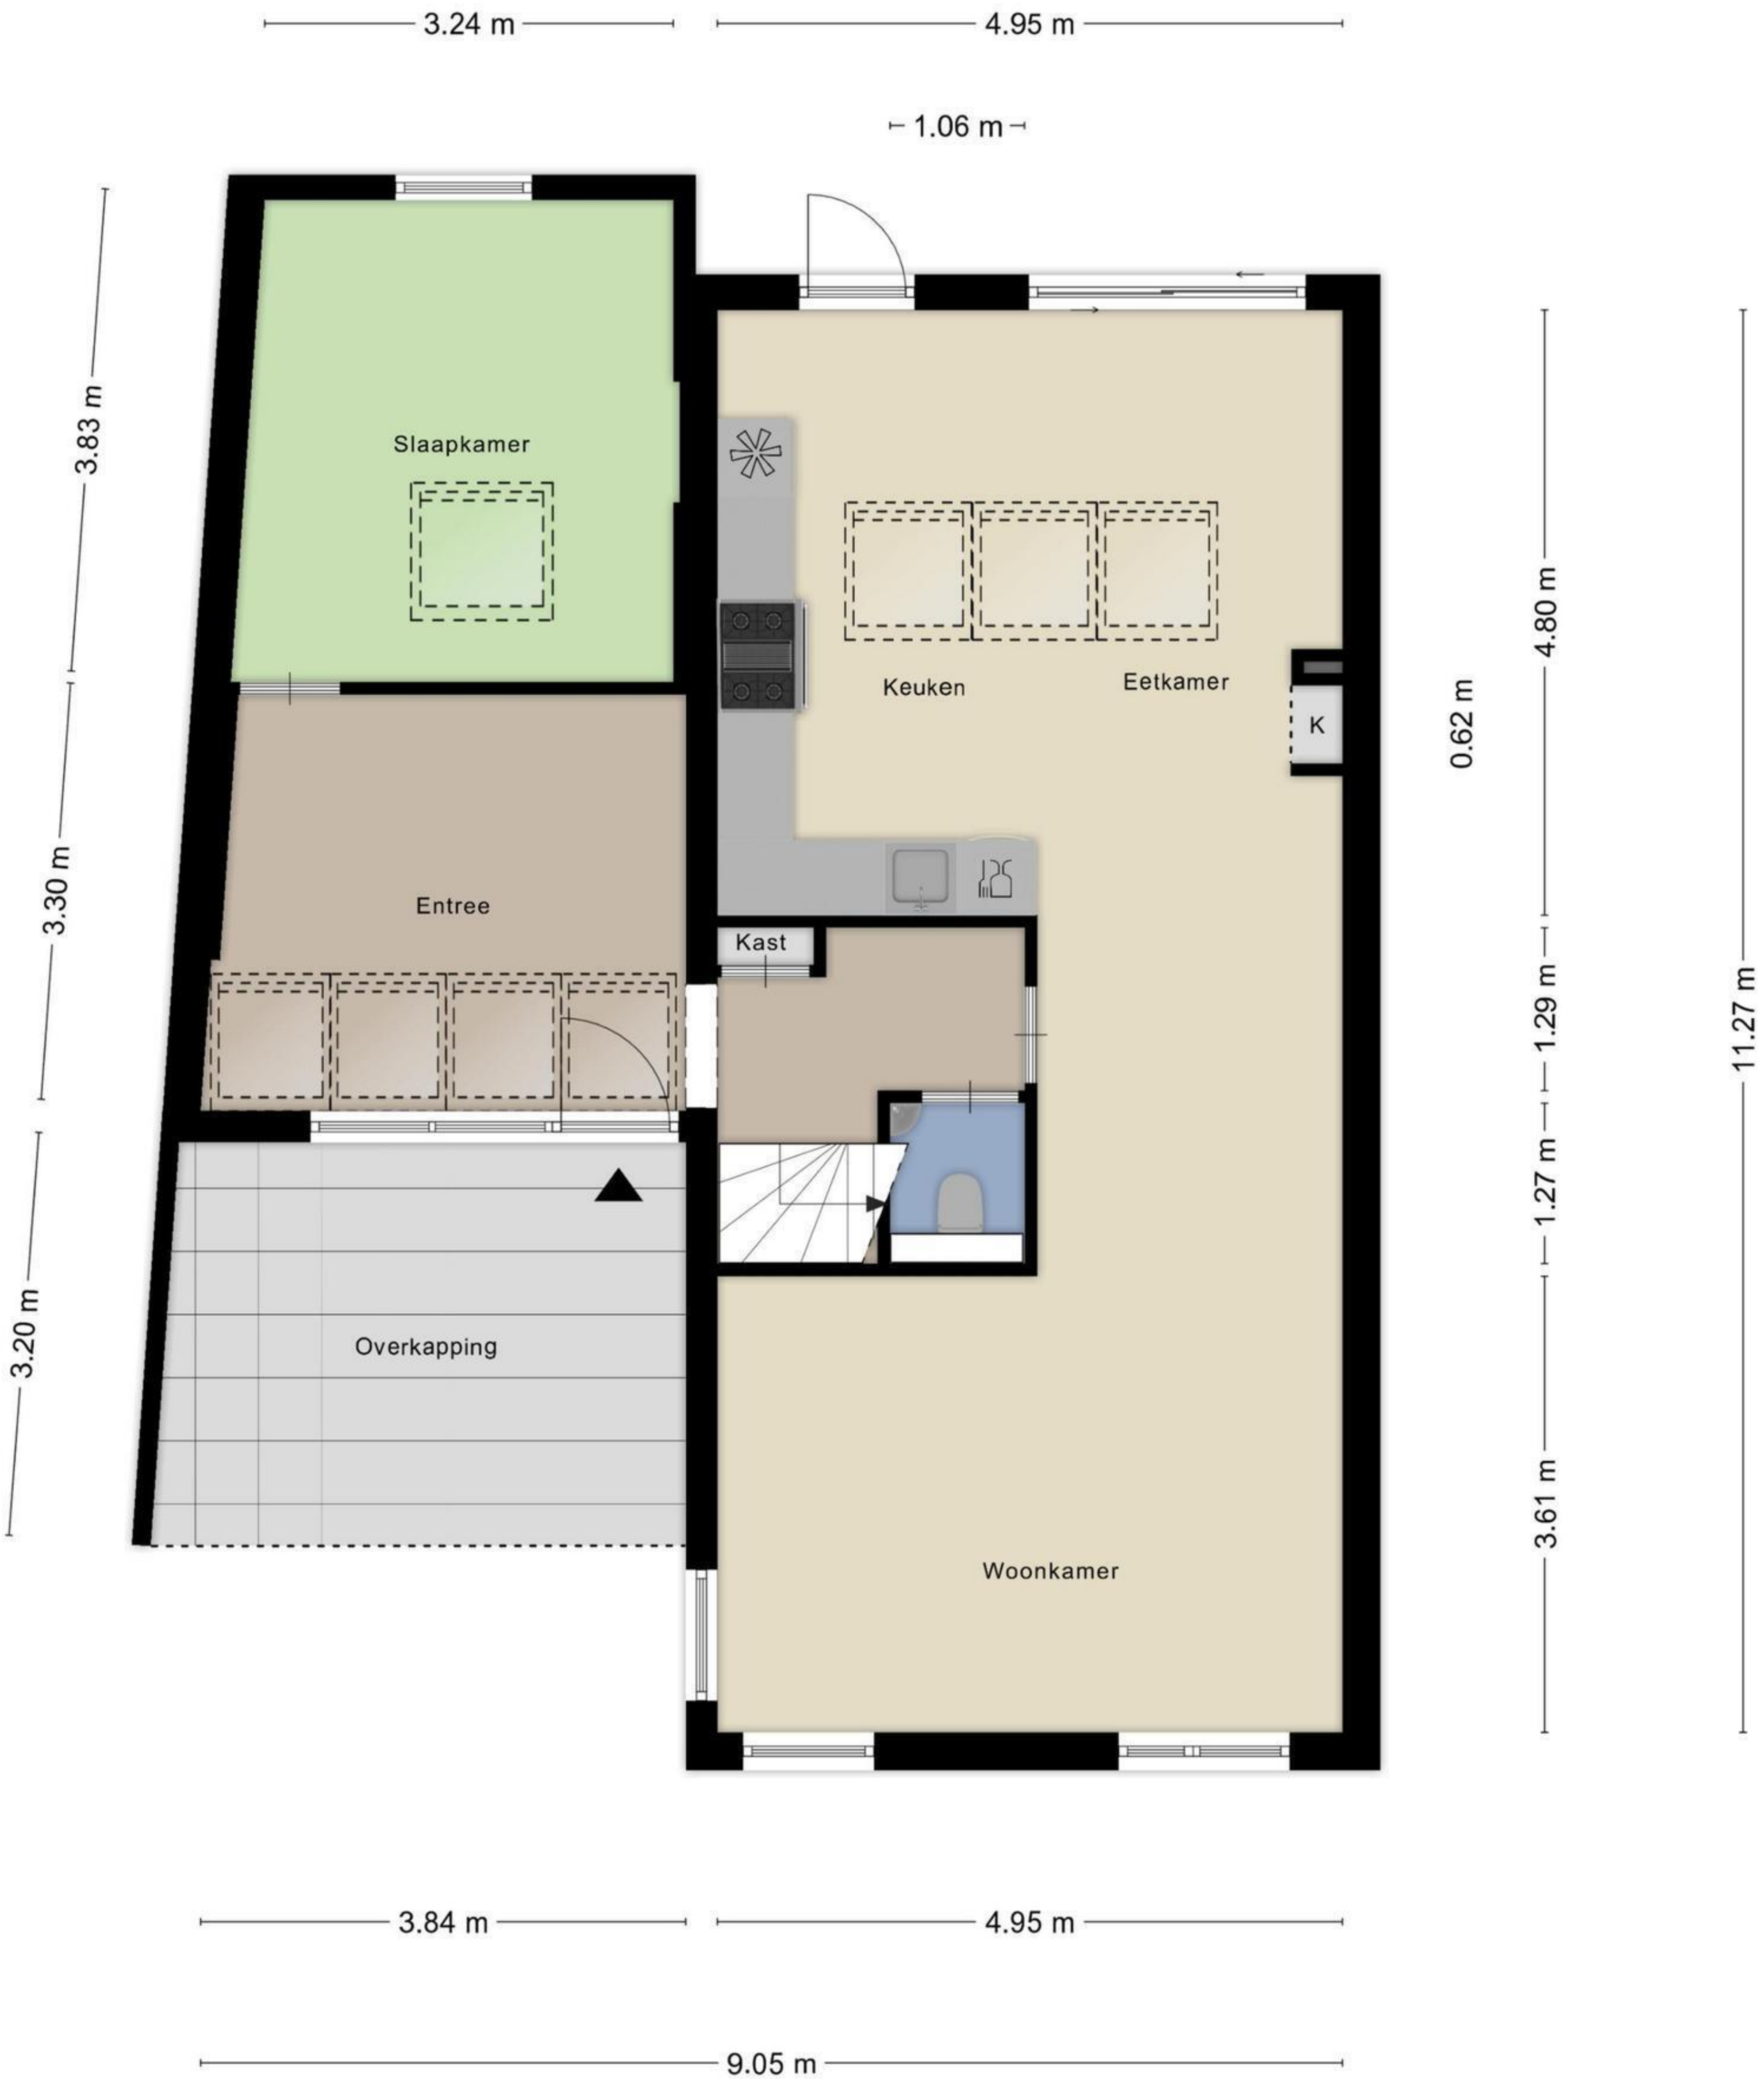 3.24 m
4.95 m
1.06 m
3.83 m
Slaapkamer
4.80 m
Keuken
Eetkamer
0.62 m
K
3.30 m
Entree
Kast
1.29 m
11.27 m
1.27 m
3.20 m
Overkapping
3.61 m
Woonkamer
3.84 m
4.95 m
9.05 m